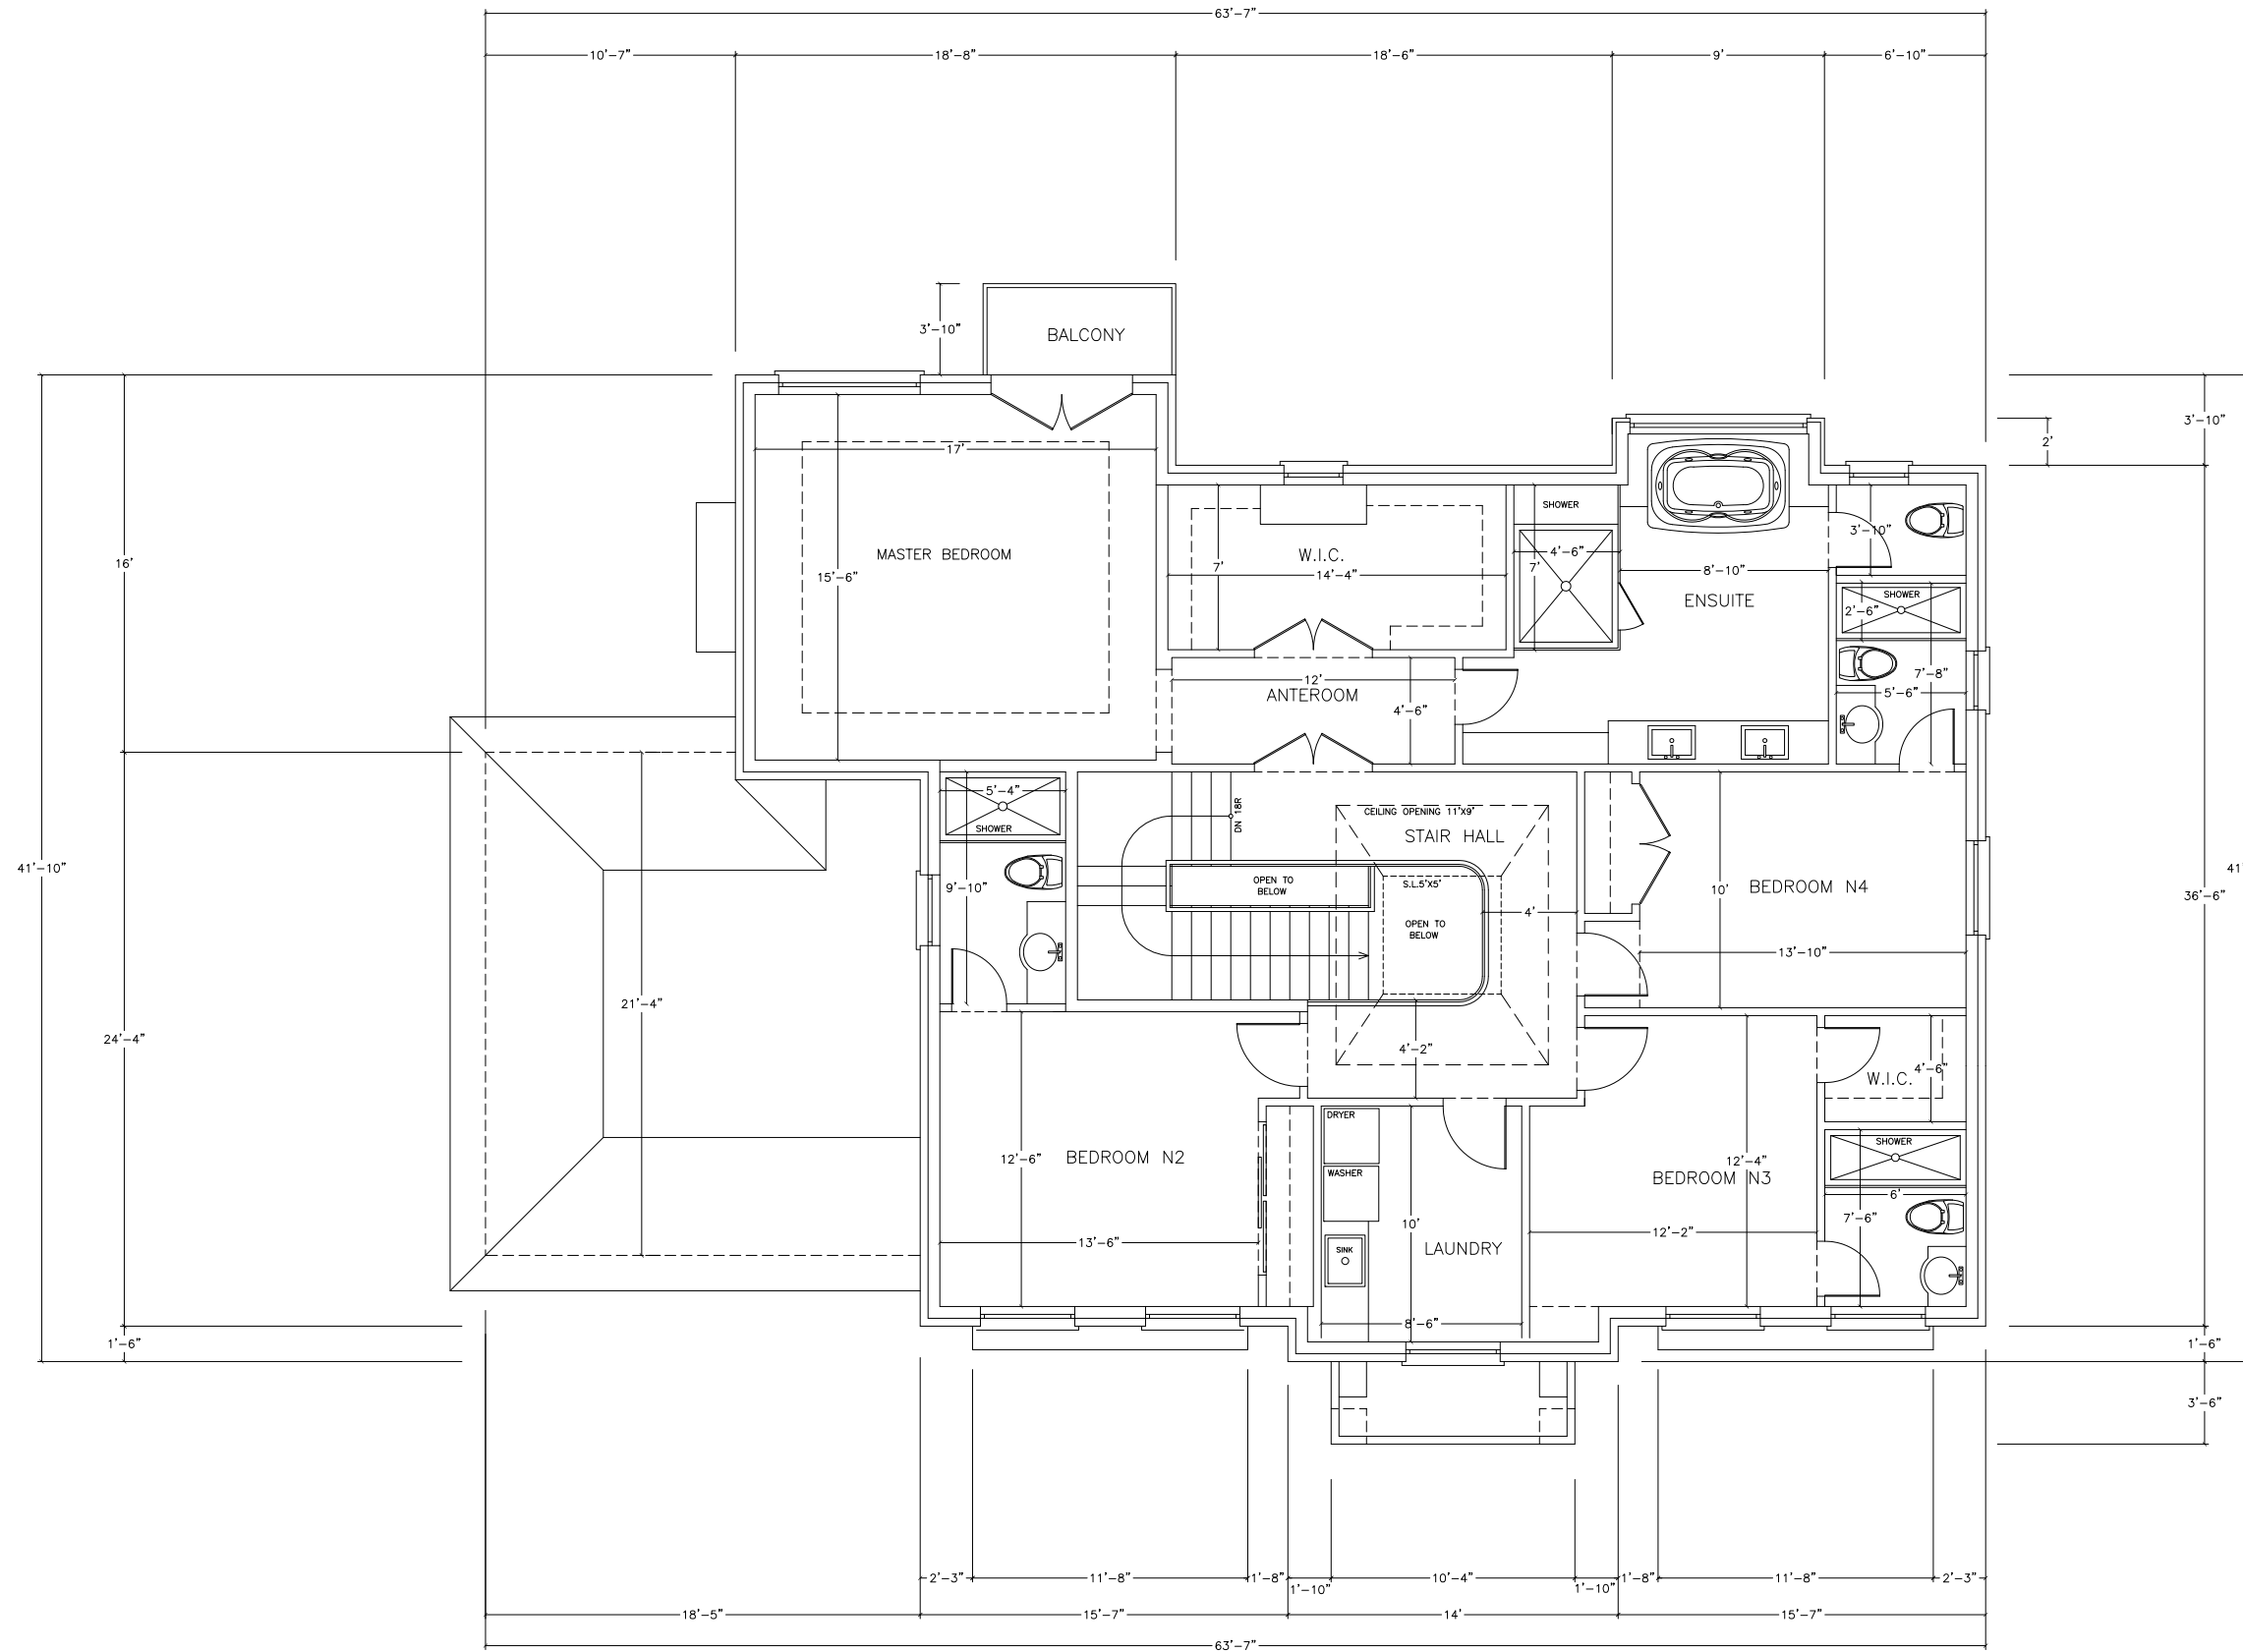 63'-7"
10'-7"
18'-8"
18'-6"
9'
6'-10"
3'-10"
BALCONY
3'-10"
2'
17'
SHOWER
3'-10"
MASTER BEDROOM
W.I.C.
4'-6"
16'
15'-6"
7'
14'-4"
7'
8'-10"
ENSUITE
SHOWER
2'-6"
7'-8"
12'
ANTEROOM
5'-6"
4'-6"
5'-4"
DN 18R
CEILING OPENING 11'X9'
SHOWER
STAIR HALL
41'-10"
9'-10"
OPEN TO
BELOW
S.L.5'X5'
10'
BEDROOM N4
41'
36'-6"
4'
OPEN TO
BELOW
13'-10"
21'-4"
24'-4"
4'-2"
4'-6"
W.I.C.
DRYER
SHOWER
12'-6"
BEDROOM N2
WASHER
12'-4"
BEDROOM N3
6'
10'
7'-6"
13'-6"
SINK
LAUNDRY
12'-2"
8'-6"
1'-6"
1'-6"
3'-6"
2'-3"
11'-8"
1'-8"
1'-10"
10'-4"
1'-10"
1'-8"
11'-8"
2'-3"
18'-5"
15'-7"
14'
15'-7"
63'-7"